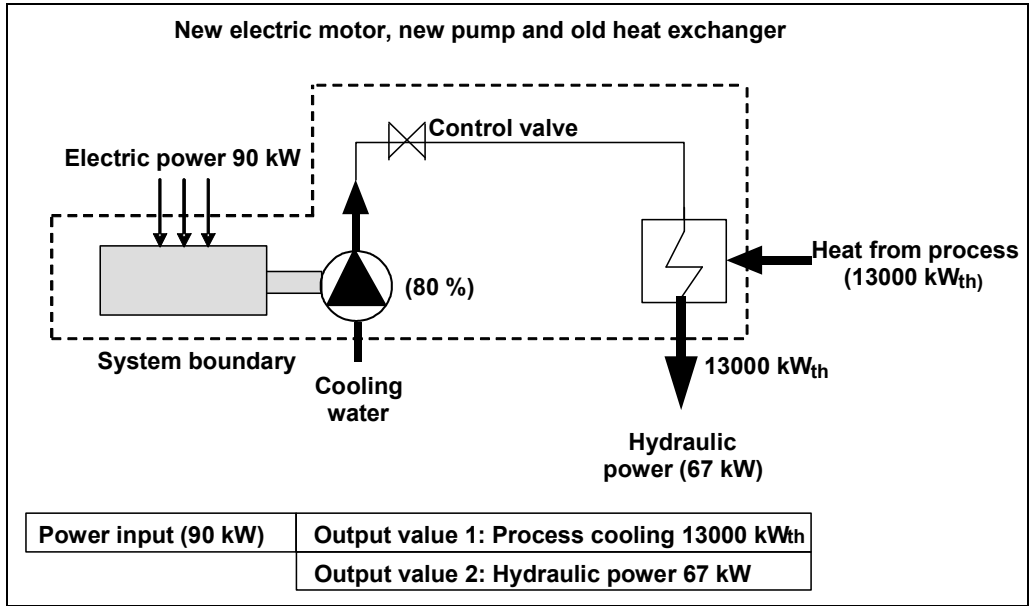 New electric motor, new pump and old heat exchanger
Control valve
Electric power 90 kW
(80 %)
Heat from process
(13000 kWth)
System boundary
Cooling
water
13000 kWth
Hydraulic
power (67 kW)
Power input (90 kW)
Output value 1: Process cooling 13000 kWth
Output value 2: Hydraulic power 67 kW